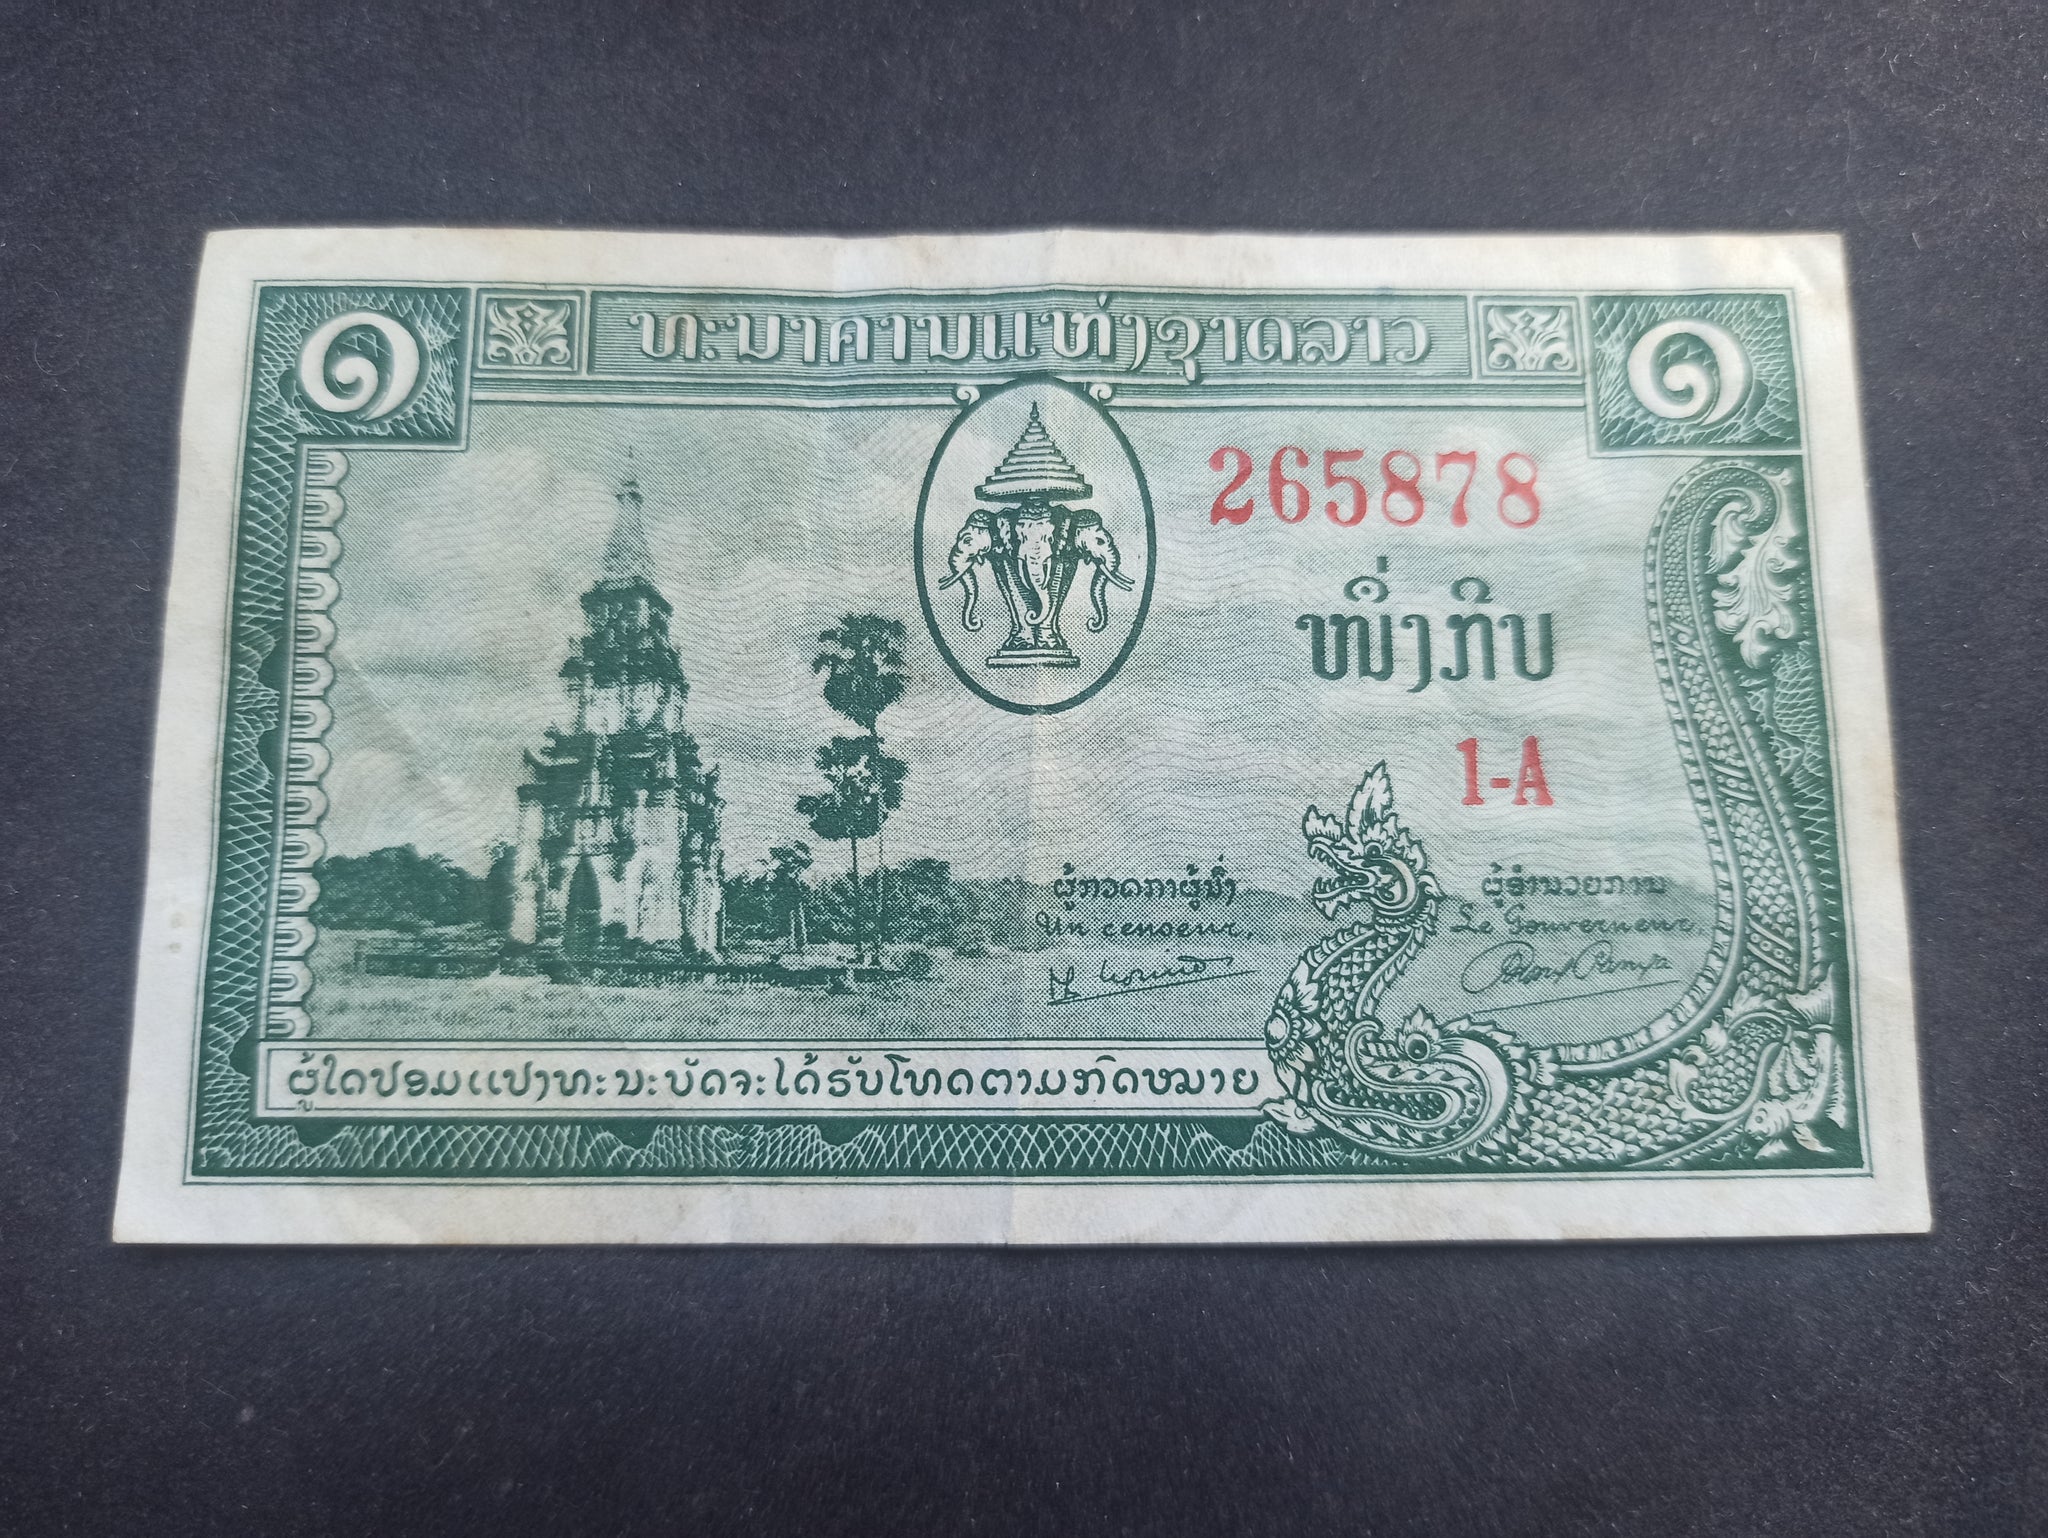 ໑ ທະນາຄານແຫ່ງຊາດລາວ ໑
265878
ໜຶ່ງກີບ
1-A
ຜູ້ກວດກາຜູ້ນຶ່ງ
Un censeur,
ຜູ້ອຳນວຍການ
Le Gouverneur,
ຜູ້ໃດປອມແປງທະນະບັດຈະໄດ້ຮັບໂທດຕາມກົດໝາຍ